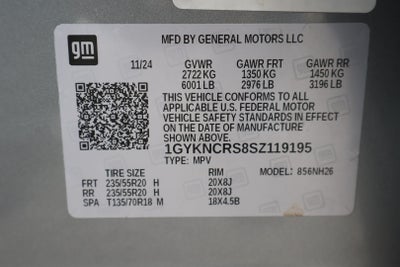 gm
MFD BY GENERAL MOTORS LLC
11/24 GVWR GAWR FRT GAWR RR
2722 KG 1350 KG 1450 KG
6001 LB 2976 LB 3196 LB
THIS VEHICLE CONFORMS TO ALL
APPLICABLE U.S. FEDERAL MOTOR
VEHICLE SAFETY STANDARDS IN EFFECT
ON THE DATE OF MANUFACTURE
SHOWN ABOVE.
1GYKNCRS8SZ119195
TYPE: MPV
TIRE SIZE RIM MODEL: 856NH26
FRT 235/55R20 H 20X8J
RR 235/55R20 H 20X8J
SPA T135/70R18 M 18X4.5B